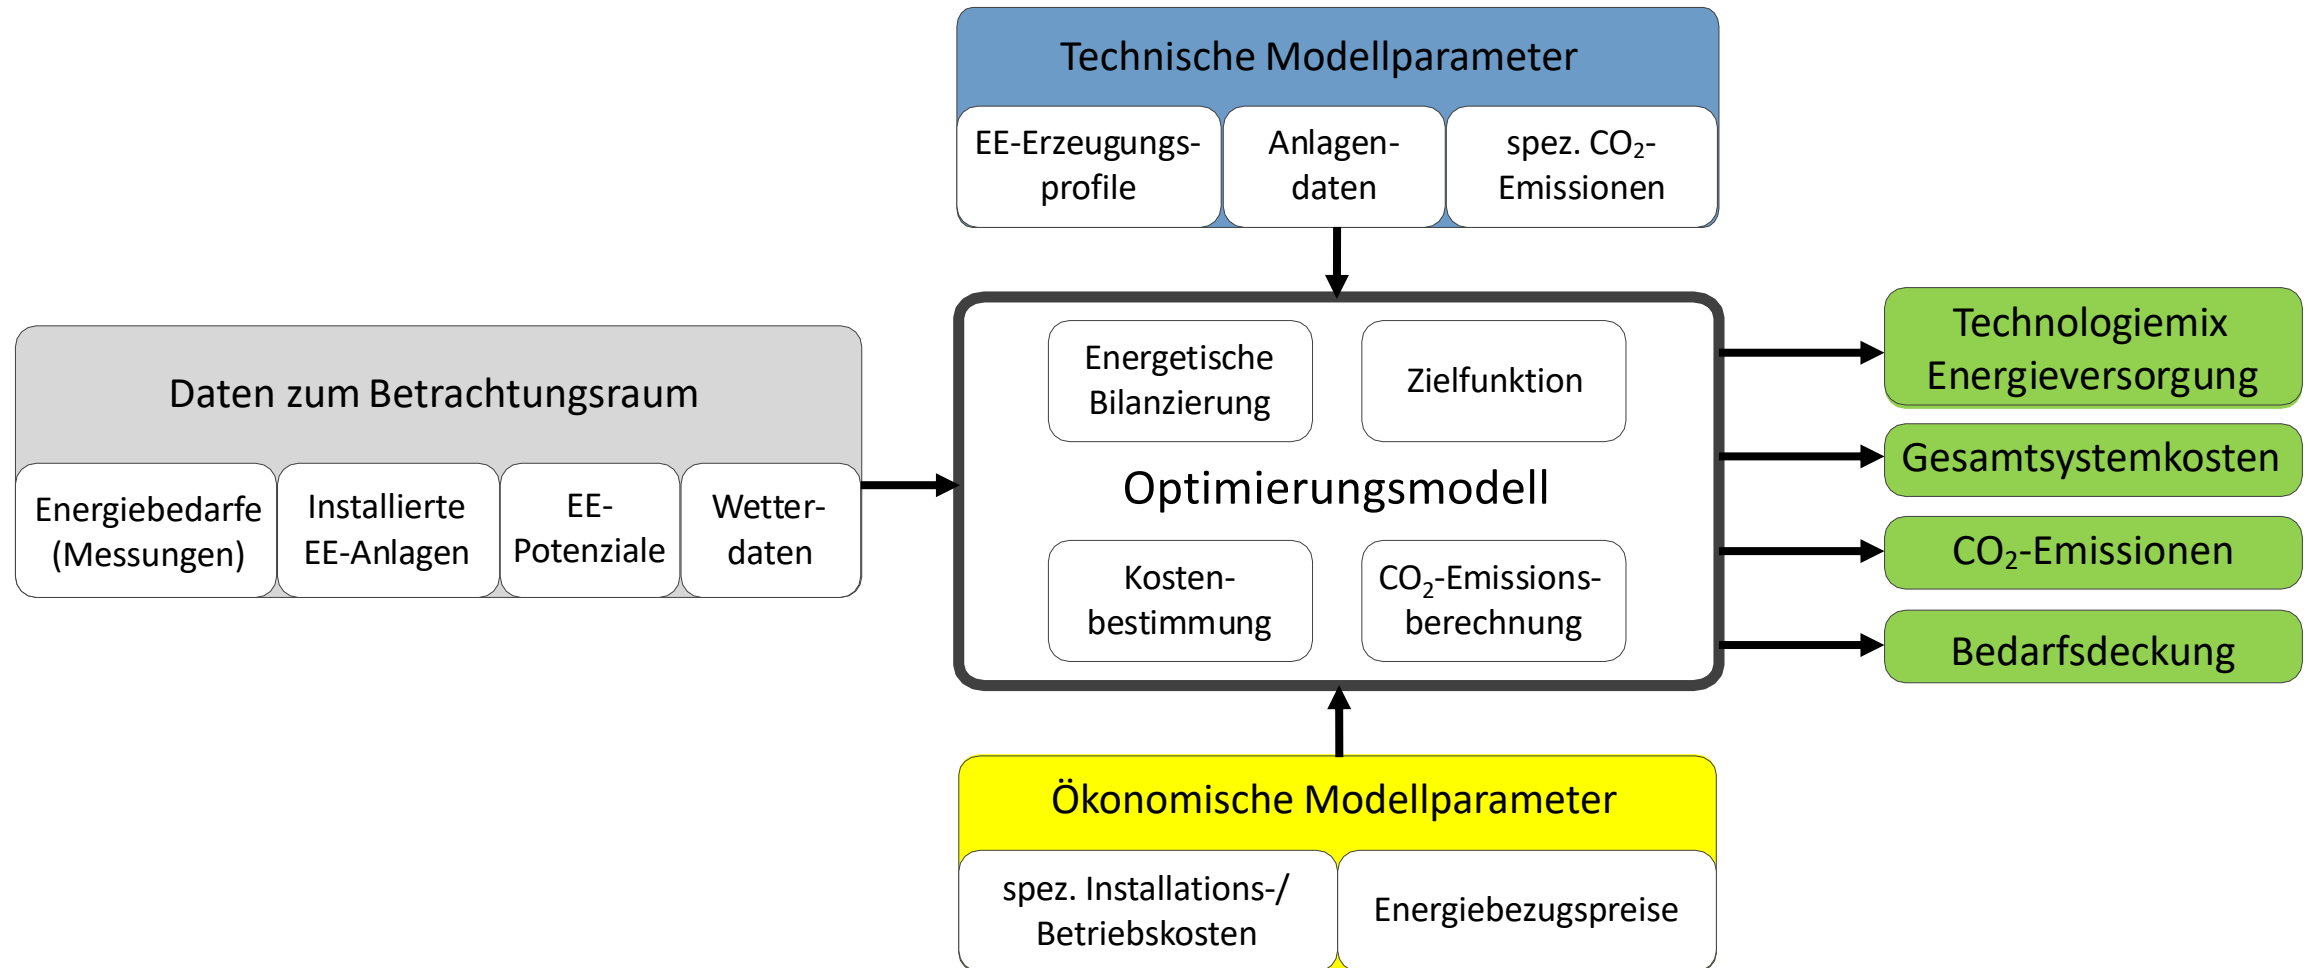 Technische Modellparameter
EE-Erzeugungs-
profile
Anlagen-
daten
spez. CO₂-
Emissionen
Daten zum Betrachtungsraum
Energiebedarfe
(Messungen)
Installierte
EE-Anlagen
EE-
Potenziale
Wetter-
daten
Energetische
Bilanzierung
Zielfunktion
Optimierungsmodell
Kosten-
bestimmung
CO₂-Emissions-
berechnung
Technologiemix
Energieversorgung
Gesamtsystemkosten
CO₂-Emissionen
Bedarfsdeckung
Ökonomische Modellparameter
spez. Installations-/
Betriebskosten
Energiebezugspreise